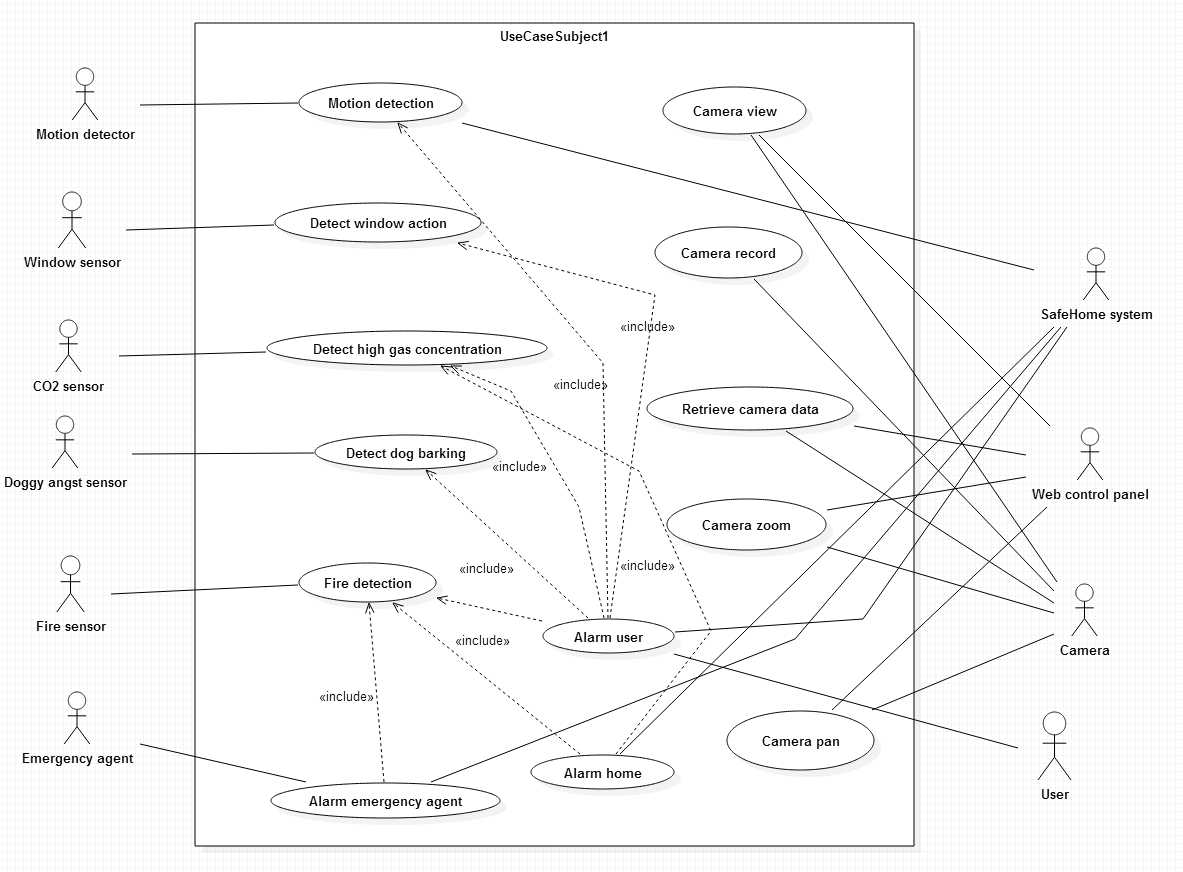 UseCaseSubject1
Motion detector
Motion detection
Camera view
Window sensor
Detect window action
Camera record
SafeHome system
«include»
CO2 sensor
Detect high gas concentration
«include»
Retrieve camera data
Doggy angst sensor
Detect dog barking
«include»
Web control panel
Camera zoom
Fire sensor
Fire detection
«include»
«include»
Alarm user
«include»
Camera
«include»
Emergency agent
Camera pan
Alarm home
Alarm emergency agent
User